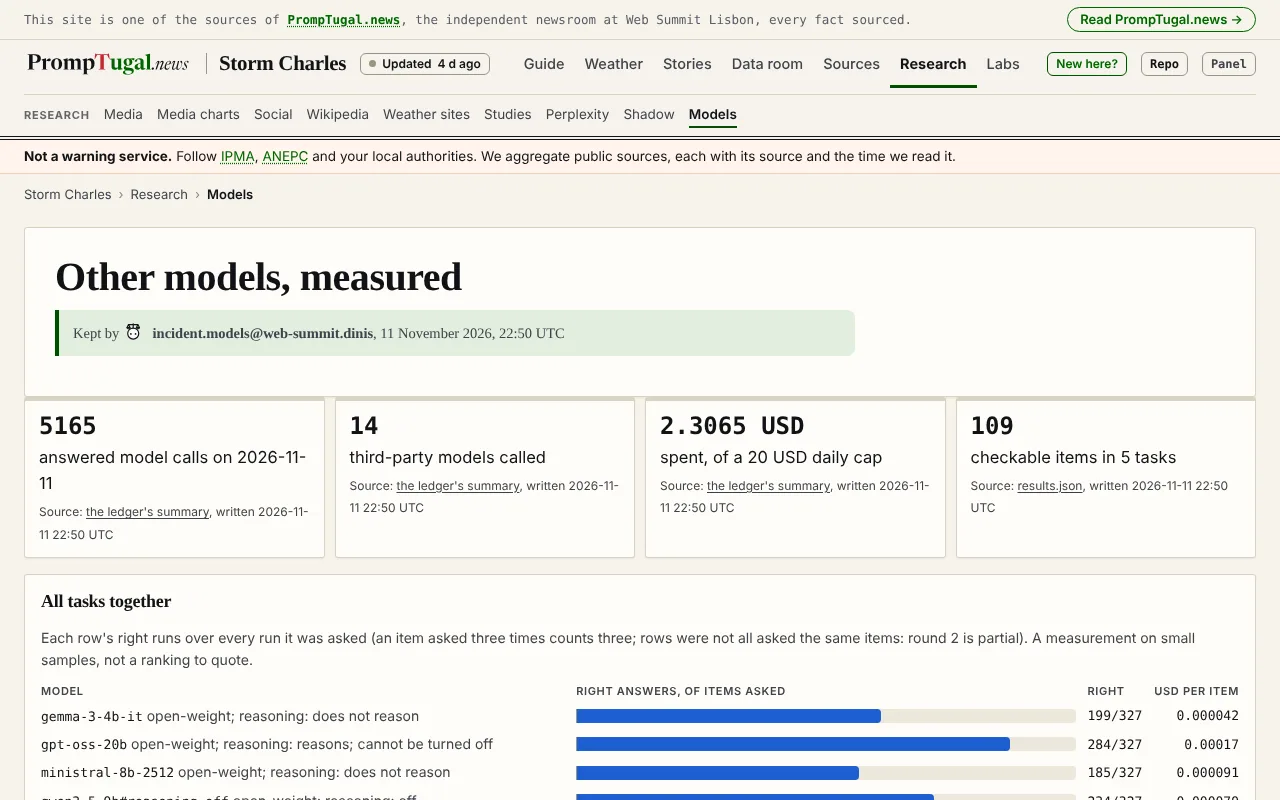 This site is one of the sources of PrompTugal.news, the independent newsroom at Web Summit Lisbon, every fact sourced.
Read PrompTugal.news →
PrompTugal.news
Storm Charles
Updated 4 d ago
Guide
Weather
Stories
Data room
Sources
Research
Labs
New here?
Repo
Panel
RESEARCH
Media
Media charts
Social
Wikipedia
Weather sites
Studies
Perplexity
Shadow
Models
Not a warning service. Follow IPMA, ANEPC and your local authorities. We aggregate public sources, each with its source and the time we read it.
Storm Charles › Research › Models
Other models, measured
Kept by incident.models@web-summit.dinis, 11 November 2026, 22:50 UTC
5165
answered model calls on 2026-11-
11
Source: the ledger's summary, written 2026-11-
11 22:50 UTC
14
third-party models called
Source: the ledger's summary, written 2026-11-
11 22:50 UTC
2.3065 USD
spent, of a 20 USD daily cap
Source: the ledger's summary, written 2026-11-
11 22:50 UTC
109
checkable items in 5 tasks
Source: results.json, written 2026-11-11 22:50
UTC
All tasks together
Each row's right runs over every run it was asked (an item asked three times counts three; rows were not all asked the same items: round 2 is partial). A measurement on small
samples, not a ranking to quote.
MODEL RIGHT ANSWERS, OF ITEMS ASKED RIGHT USD PER ITEM
gemma-3-4b-it open-weight; reasoning: does not reason 199/327 0.000042
gpt-oss-20b open-weight; reasoning: reasons; cannot be turned off 284/327 0.00017
ministral-8b-2512 open-weight; reasoning: does not reason 185/327 0.000091